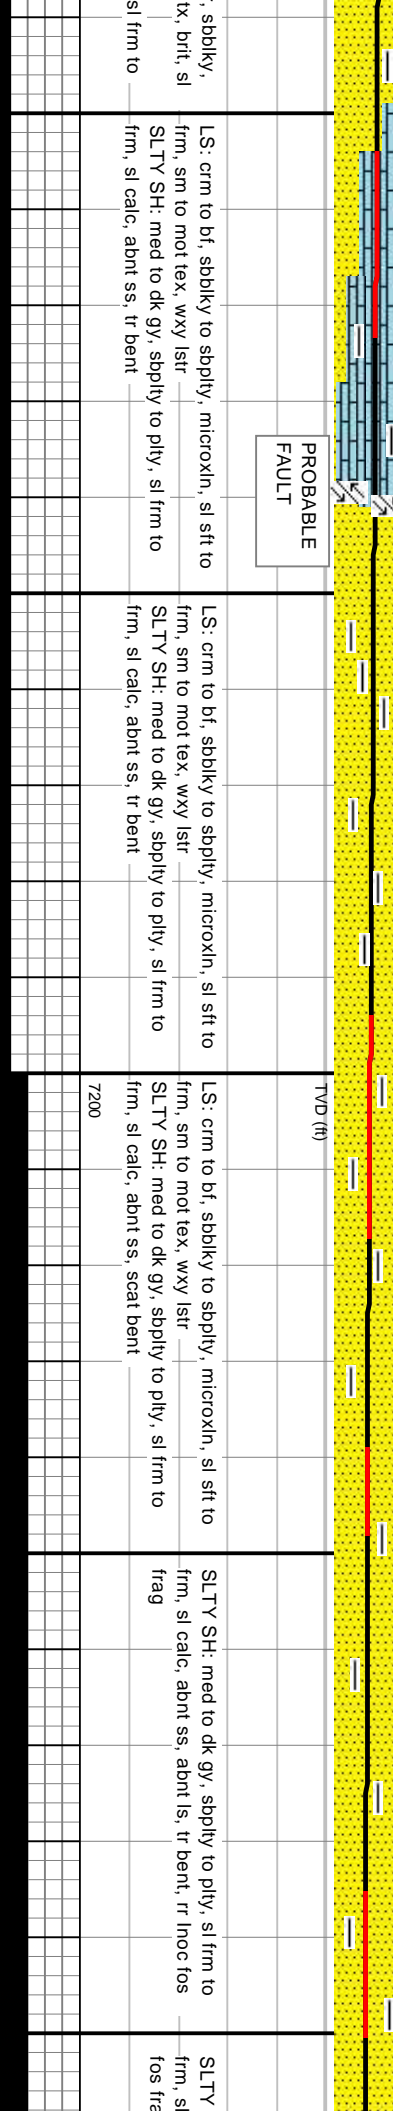 , sbblky,
tx, brit, sl
sl frm to
LS: crm to bf, sbblky to sbplty, microxln, sl sft to
frm, sm to mot tex, wxy lstr
SLTY SH: med to dk gy, sbplty to plty, sl frm to
frm, sl calc, abnt ss, tr bent
PROBABLE
FAULT
LS: crm to bf, sbblky to sbplty, microxln, sl sft to
frm, sm to mot tex, wxy lstr
SLTY SH: med to dk gy, sbplty to plty, sl frm to
frm, sl calc, abnt ss, tr bent
TVD (ft)
7200
LS: crm to bf, sbblky to sbplty, microxln, sl sft to
frm, sm to mot tex, wxy lstr
SLTY SH: med to dk gy, sbplty to plty, sl frm to
frm, sl calc, abnt ss, scat bent
SLTY SH: med to dk gy, sbplty to plty, sl frm to
frm, sl calc, abnt ss, abnt ls, tr bent, rr Inoc fos
frag
SLTY
frm, sl
fos fra